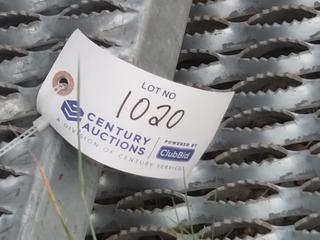 LOT NO
1020
CENTURY
AUCTIONS
A DIVISION OF CENTURY SERVICES
POWERED BY
ClubBid